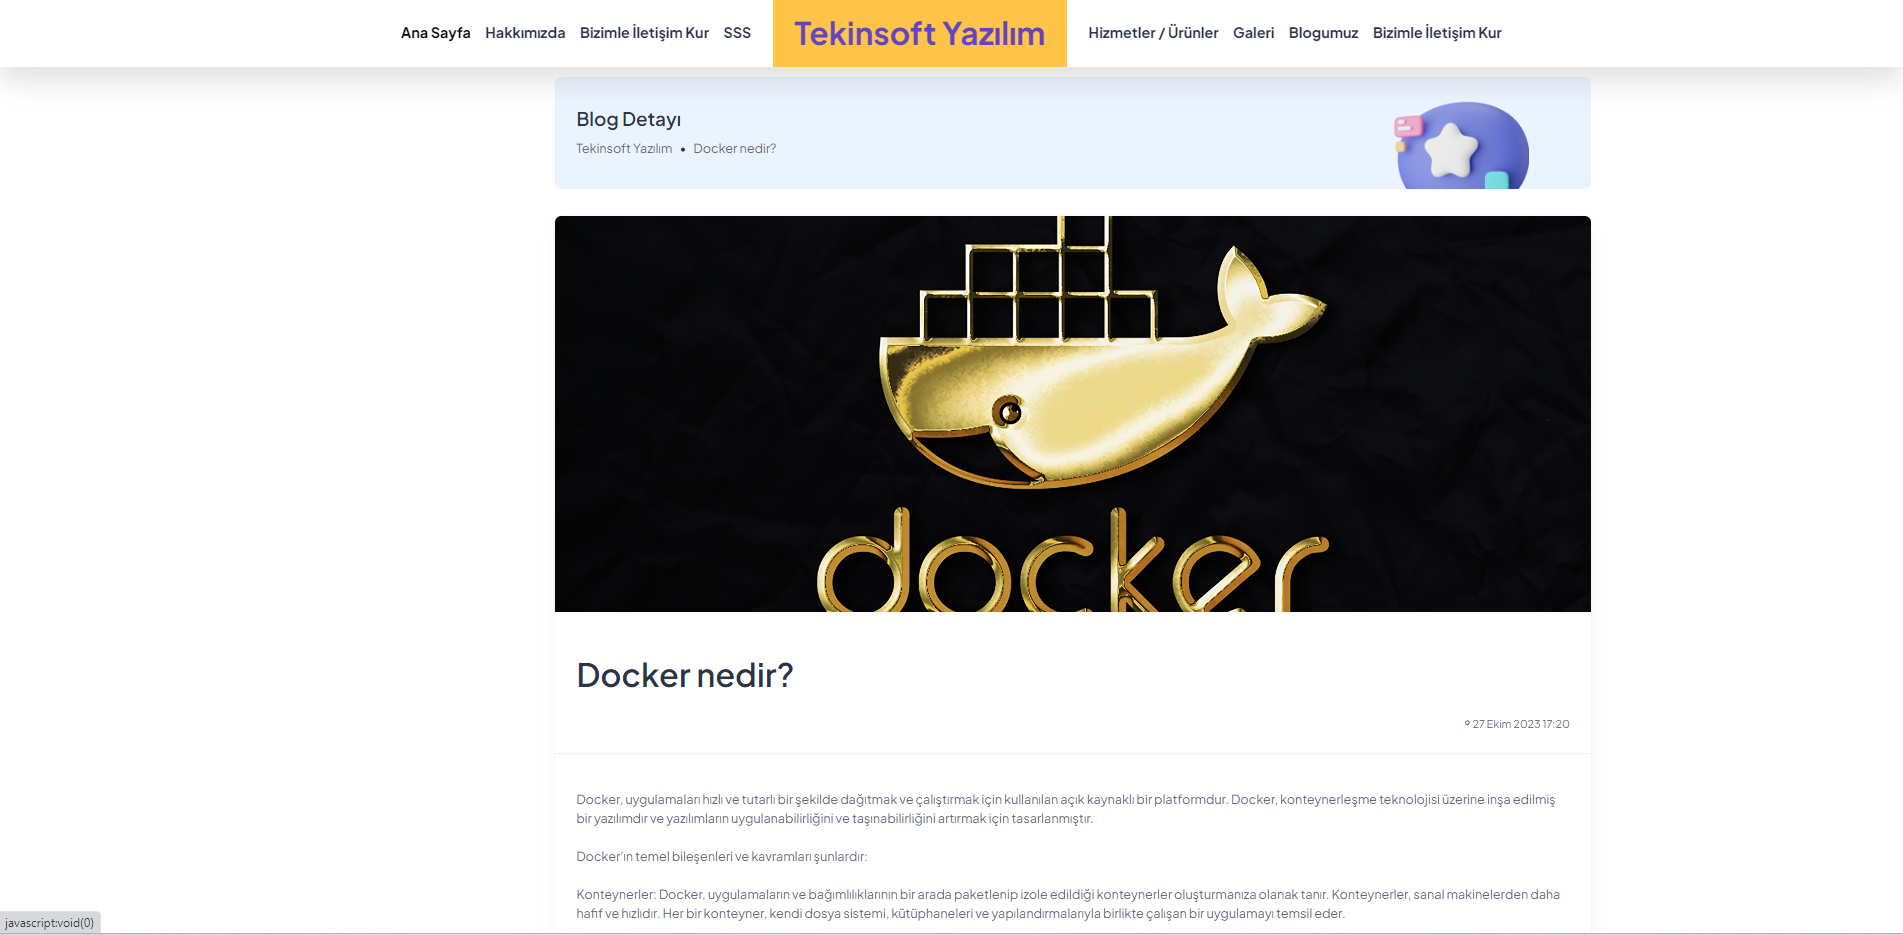 Ana Sayfa Hakkımızda Bizimle İletişim Kur SSS Tekinsoft Yazılım Hizmetler / Ürünler Galeri Blogumuz Bizimle İletişim Kur
Blog Detayı
Tekinsoft Yazılım • Docker nedir?
docker
Docker nedir?
27 Ekim 2023 17:20
Docker, uygulamaları hızlı ve tutarlı bir şekilde dağıtmak ve çalıştırmak için kullanılan açık kaynaklı bir platformdur. Docker, konteynerleşme teknolojisi üzerine inşa edilmiş
bir yazılımdır ve yazılımların uygulanabilirliğini ve taşınabilirliğini artırmak için tasarlanmıştır.
Docker'ın temel bileşenleri ve kavramları şunlardır:
Konteynerler: Docker, uygulamaların ve bağımlılıklarının bir arada paketlenip izole edildiği konteynerler oluşturmanıza olanak tanır. Konteynerler, sanal makinelerden daha
hafif ve hızlıdır. Her bir konteyner, kendi dosya sistemi, kütüphaneleri ve yapılandırmalarıyla birlikte çalışan bir uygulamayı temsil eder.
javascript:void(0)